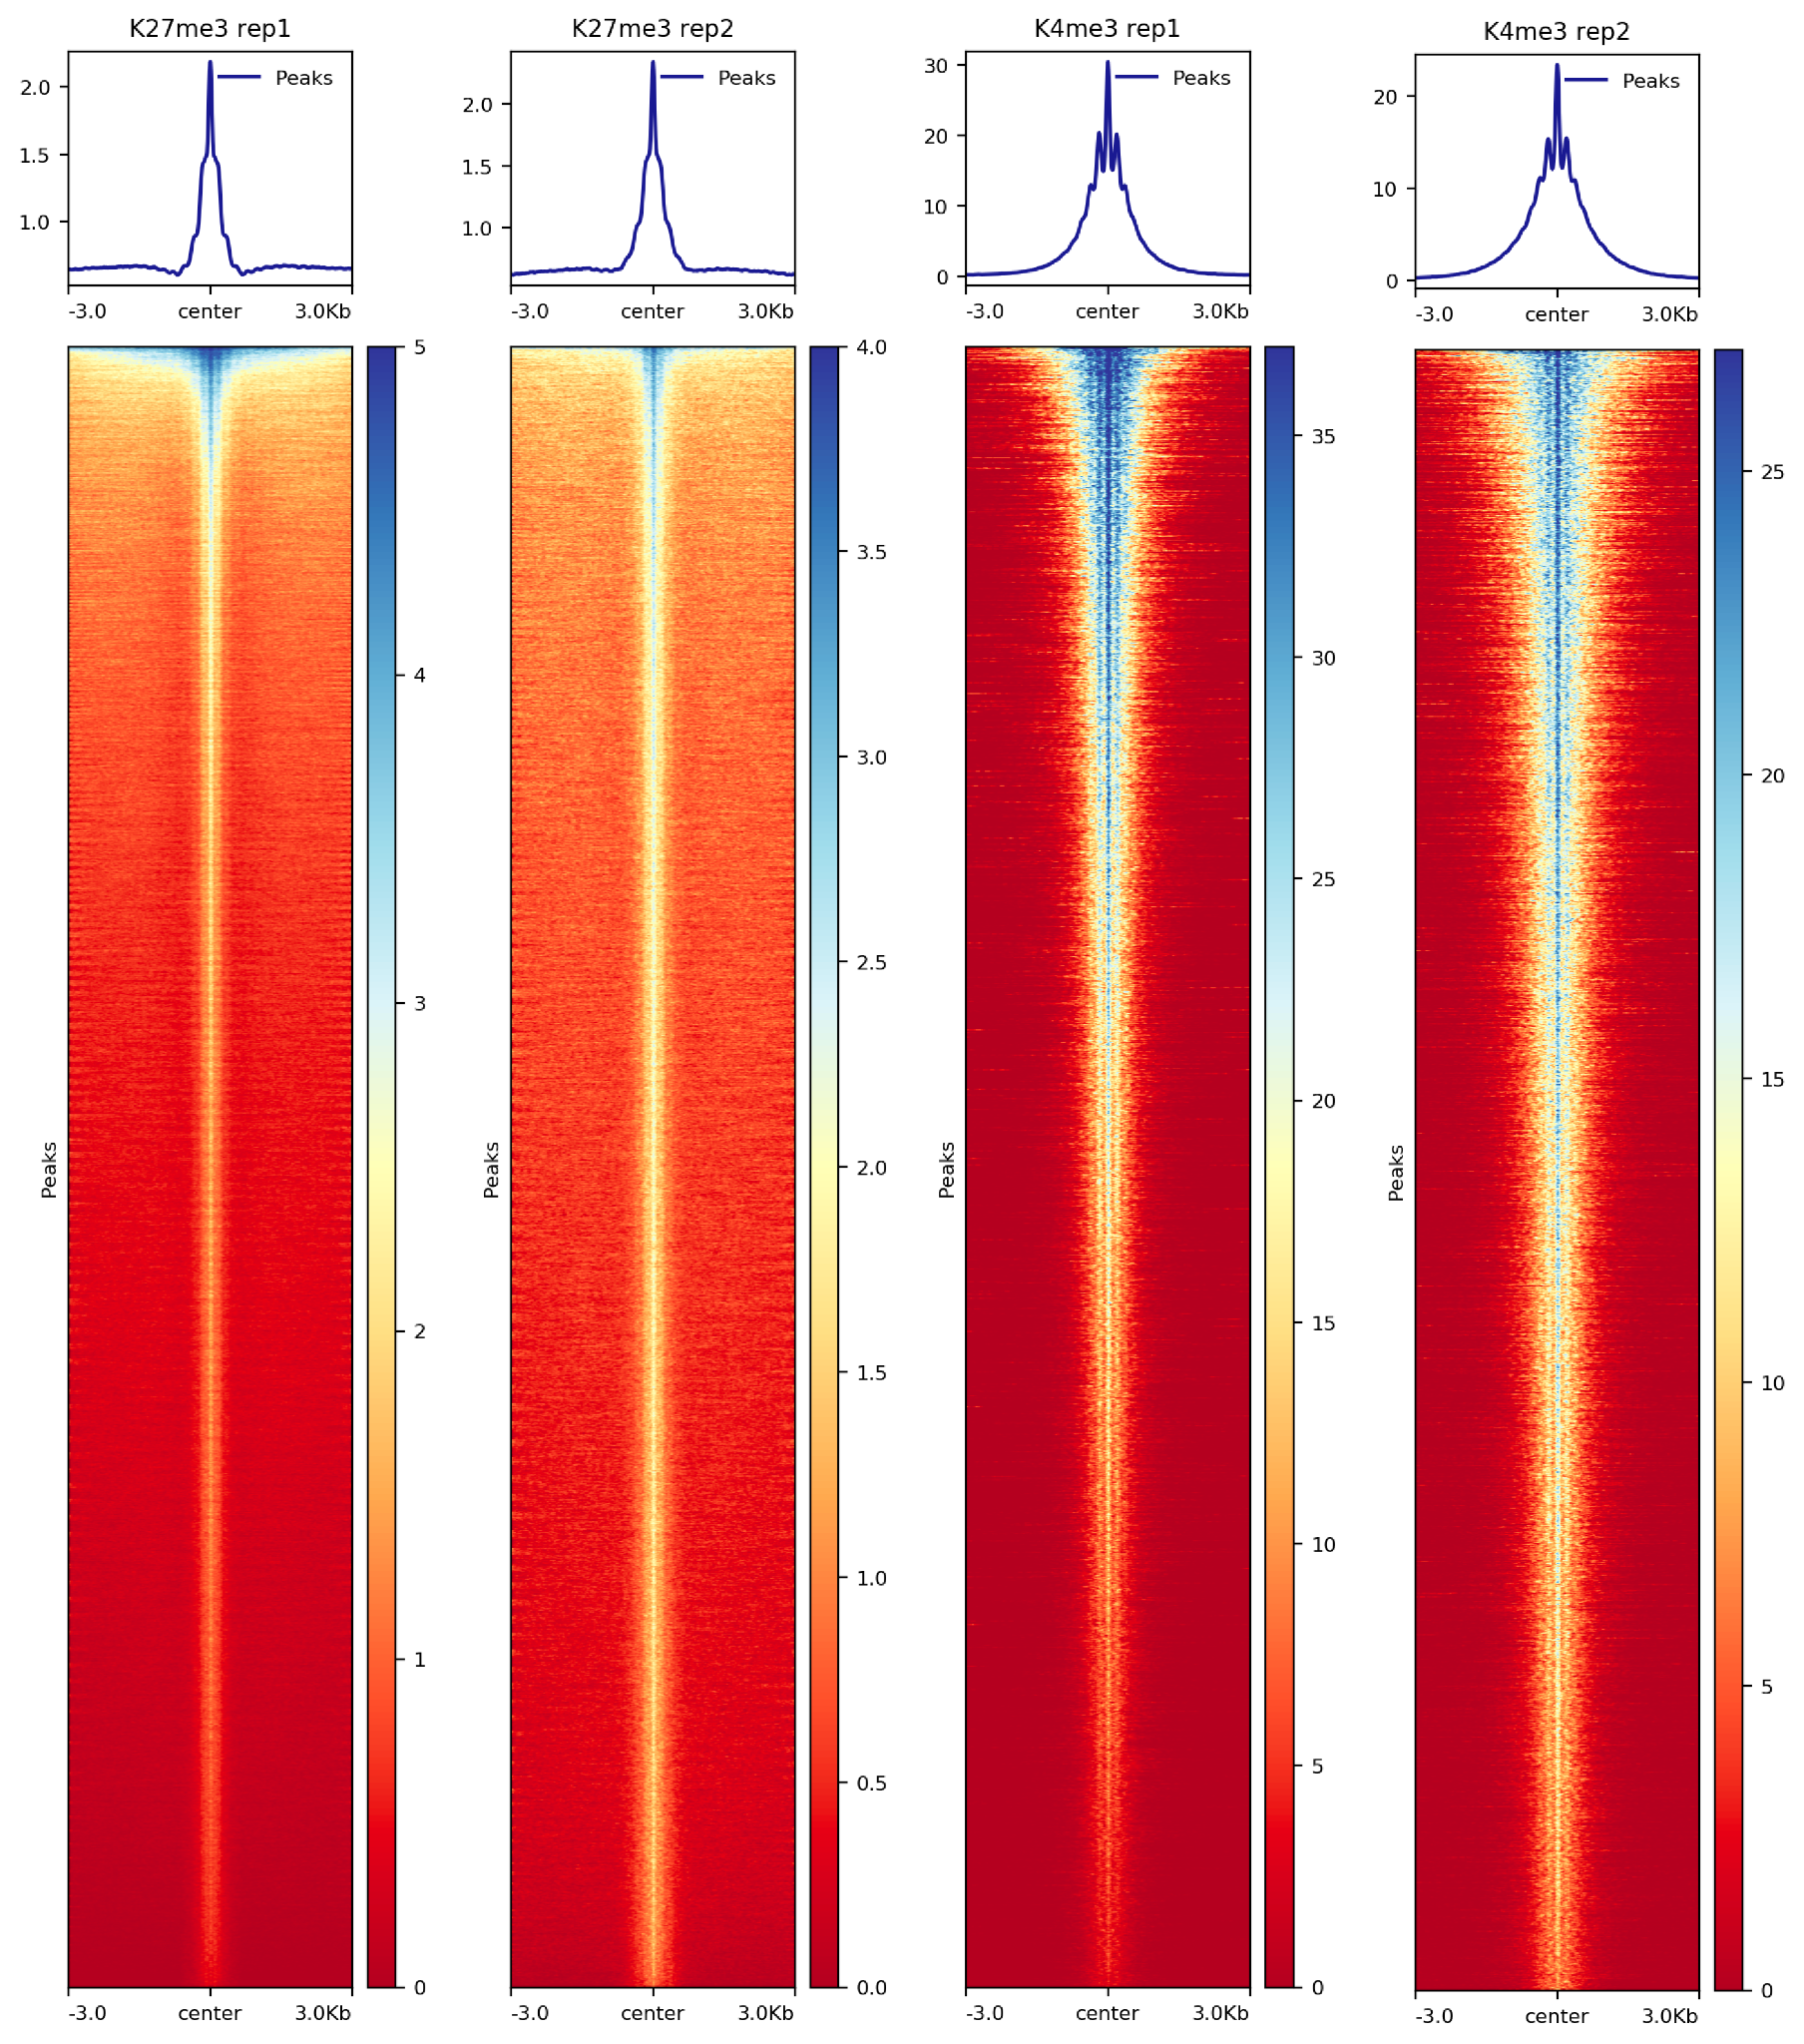 K27me3 rep1
2.0
1.5
1.0
Peaks
-3.0 center 3.0Kb
K27me3 rep2
2.0
1.5
1.0
Peaks
-3.0 center 3.0Kb
K4me3 rep1
30
20
10
0
Peaks
-3.0 center 3.0Kb
K4me3 rep2
20
10
0
Peaks
-3.0 center 3.0Kb
Peaks
-3.0 center 3.0Kb
5
4
3
2
1
0
Peaks
-3.0 center 3.0Kb
4.0
3.5
3.0
2.5
2.0
1.5
1.0
0.5
0.0
Peaks
-3.0 center 3.0Kb
35
30
25
20
15
10
5
0
Peaks
-3.0 center 3.0Kb
25
20
15
10
5
0